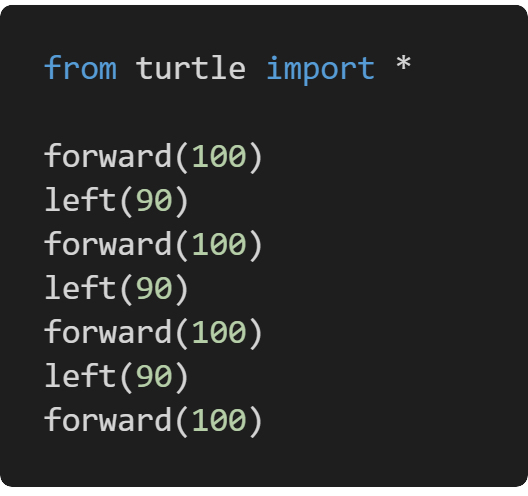 from turtle import *
forward(100)
left(90)
forward(100)
left(90)
forward(100)
left(90)
forward(100)